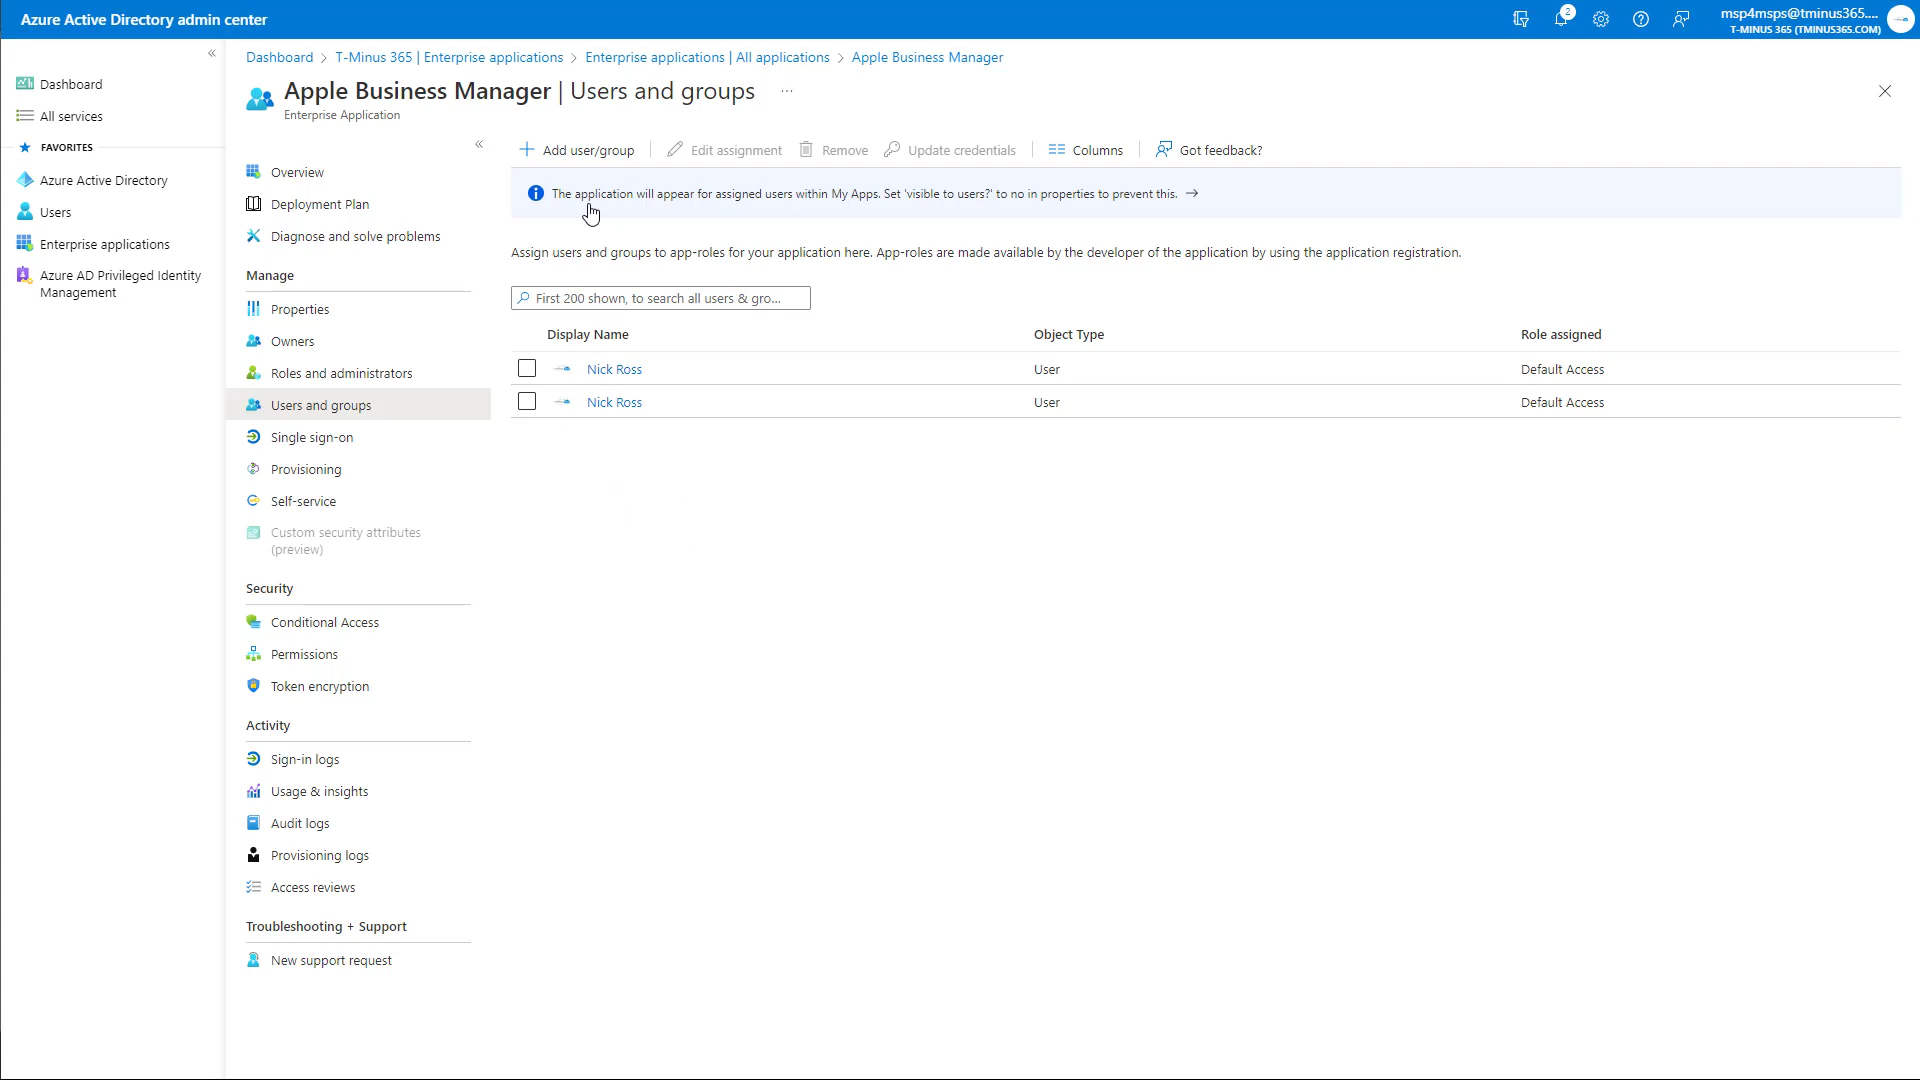 Azure Active Directory admin center
2
msp4msps@tminus365....
T-MINUS 365 (TMINUS365.COM)
«
Dashboard
All services
FAVORITES
Azure Active Directory
Users
Enterprise applications
Azure AD Privileged Identity
Management
Dashboard > T-Minus 365 | Enterprise applications > Enterprise applications | All applications > Apple Business Manager
Apple Business Manager | Users and groups ...
Enterprise Application
«
Overview
Deployment Plan
Diagnose and solve problems
Manage
Properties
Owners
Roles and administrators
Users and groups
Single sign-on
Provisioning
Self-service
Custom security attributes
(preview)
Security
Conditional Access
Permissions
Token encryption
Activity
Sign-in logs
Usage & insights
Audit logs
Provisioning logs
Access reviews
Troubleshooting + Support
New support request
Add user/group Edit assignment Remove Update credentials Columns Got feedback?
The application will appear for assigned users within My Apps. Set 'visible to users?' to no in properties to prevent this. →
Assign users and groups to app-roles for your application here. App-roles are made available by the developer of the application by using the application registration.
First 200 shown, to search all users & gro...
Display Name Object Type Role assigned
Nick Ross User Default Access
Nick Ross User Default Access